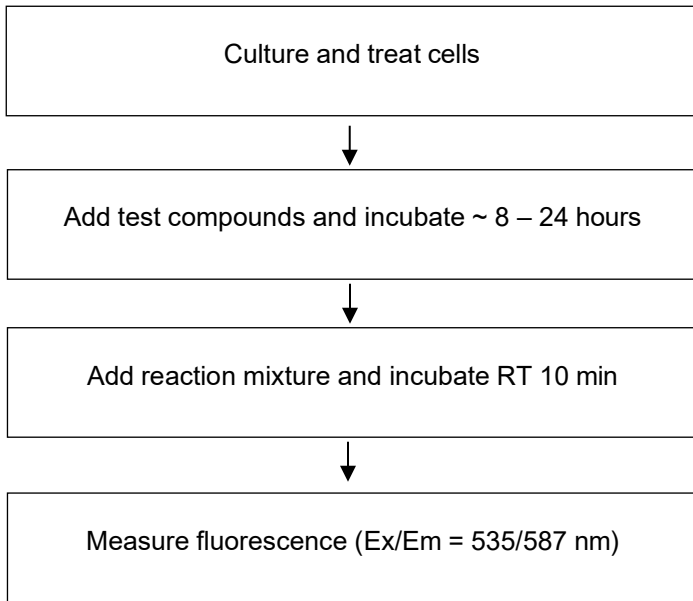 Culture and treat cells
Add test compounds and incubate ~ 8 – 24 hours
Add reaction mixture and incubate RT 10 min
Measure fluorescence (Ex/Em = 535/587 nm)